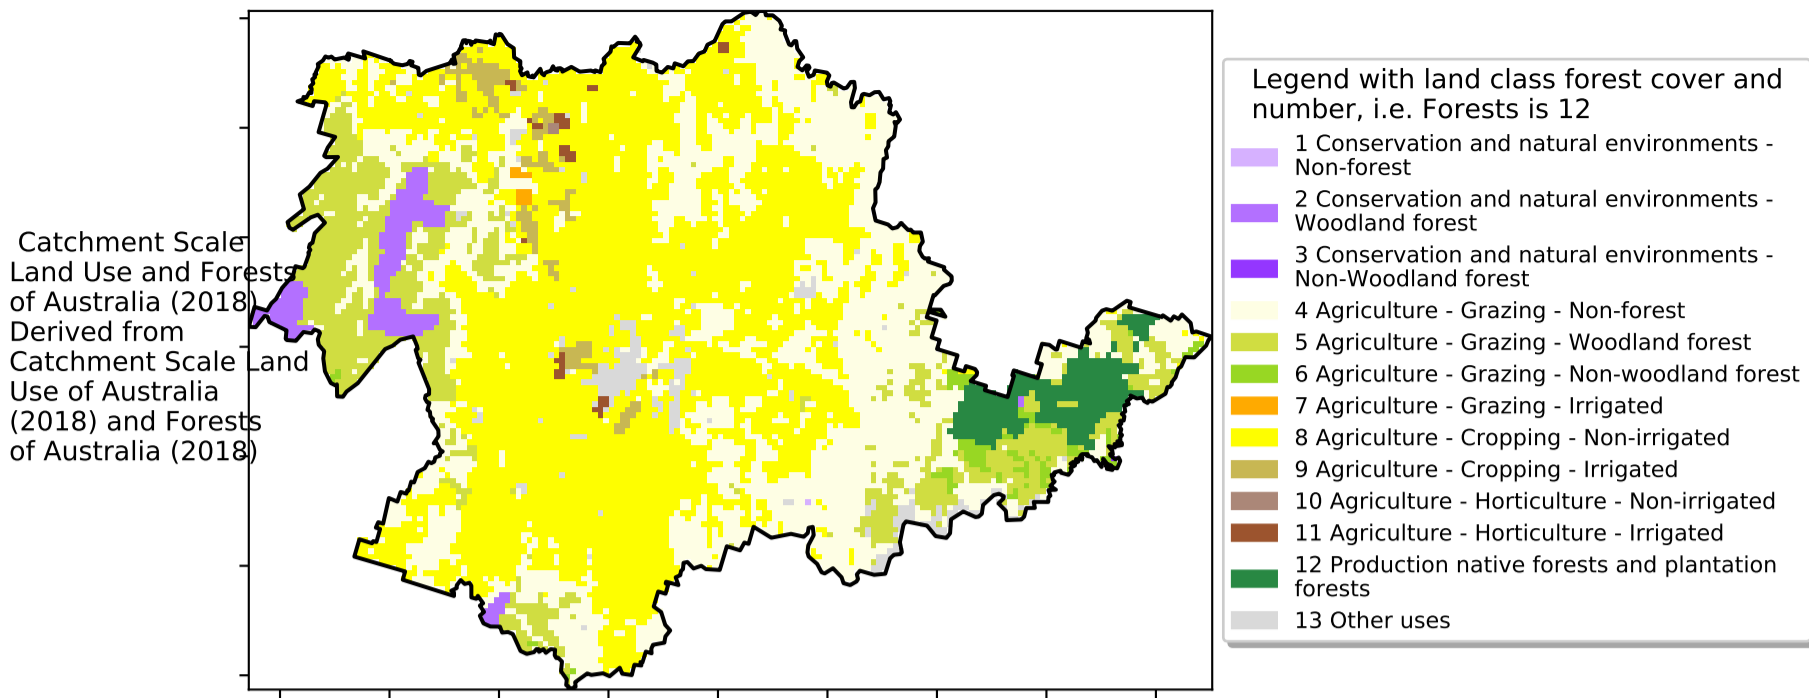 Catchment Scale
Land Use and Forests
of Australia (2018)
Derived from
Catchment Scale Land
Use of Australia
(2018) and Forests
of Australia (2018)
Legend with land class forest cover and
number, i.e. Forests is 12
1 Conservation and natural environments -
Non-forest
2 Conservation and natural environments -
Woodland forest
3 Conservation and natural environments -
Non-Woodland forest
4 Agriculture - Grazing - Non-forest
5 Agriculture - Grazing - Woodland forest
6 Agriculture - Grazing - Non-woodland forest
7 Agriculture - Grazing - Irrigated
8 Agriculture - Cropping - Non-irrigated
9 Agriculture - Cropping - Irrigated
10 Agriculture - Horticulture - Non-irrigated
11 Agriculture - Horticulture - Irrigated
12 Production native forests and plantation
forests
13 Other uses